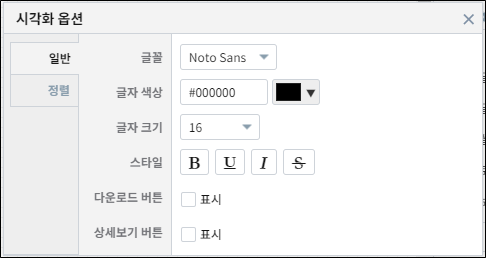 시각화 옵션
일반
정렬
글꼴 Noto Sans
글자 색상 #000000
글자 크기 16
스타일 B U I S
다운로드 버튼 표시
상세보기 버튼 표시